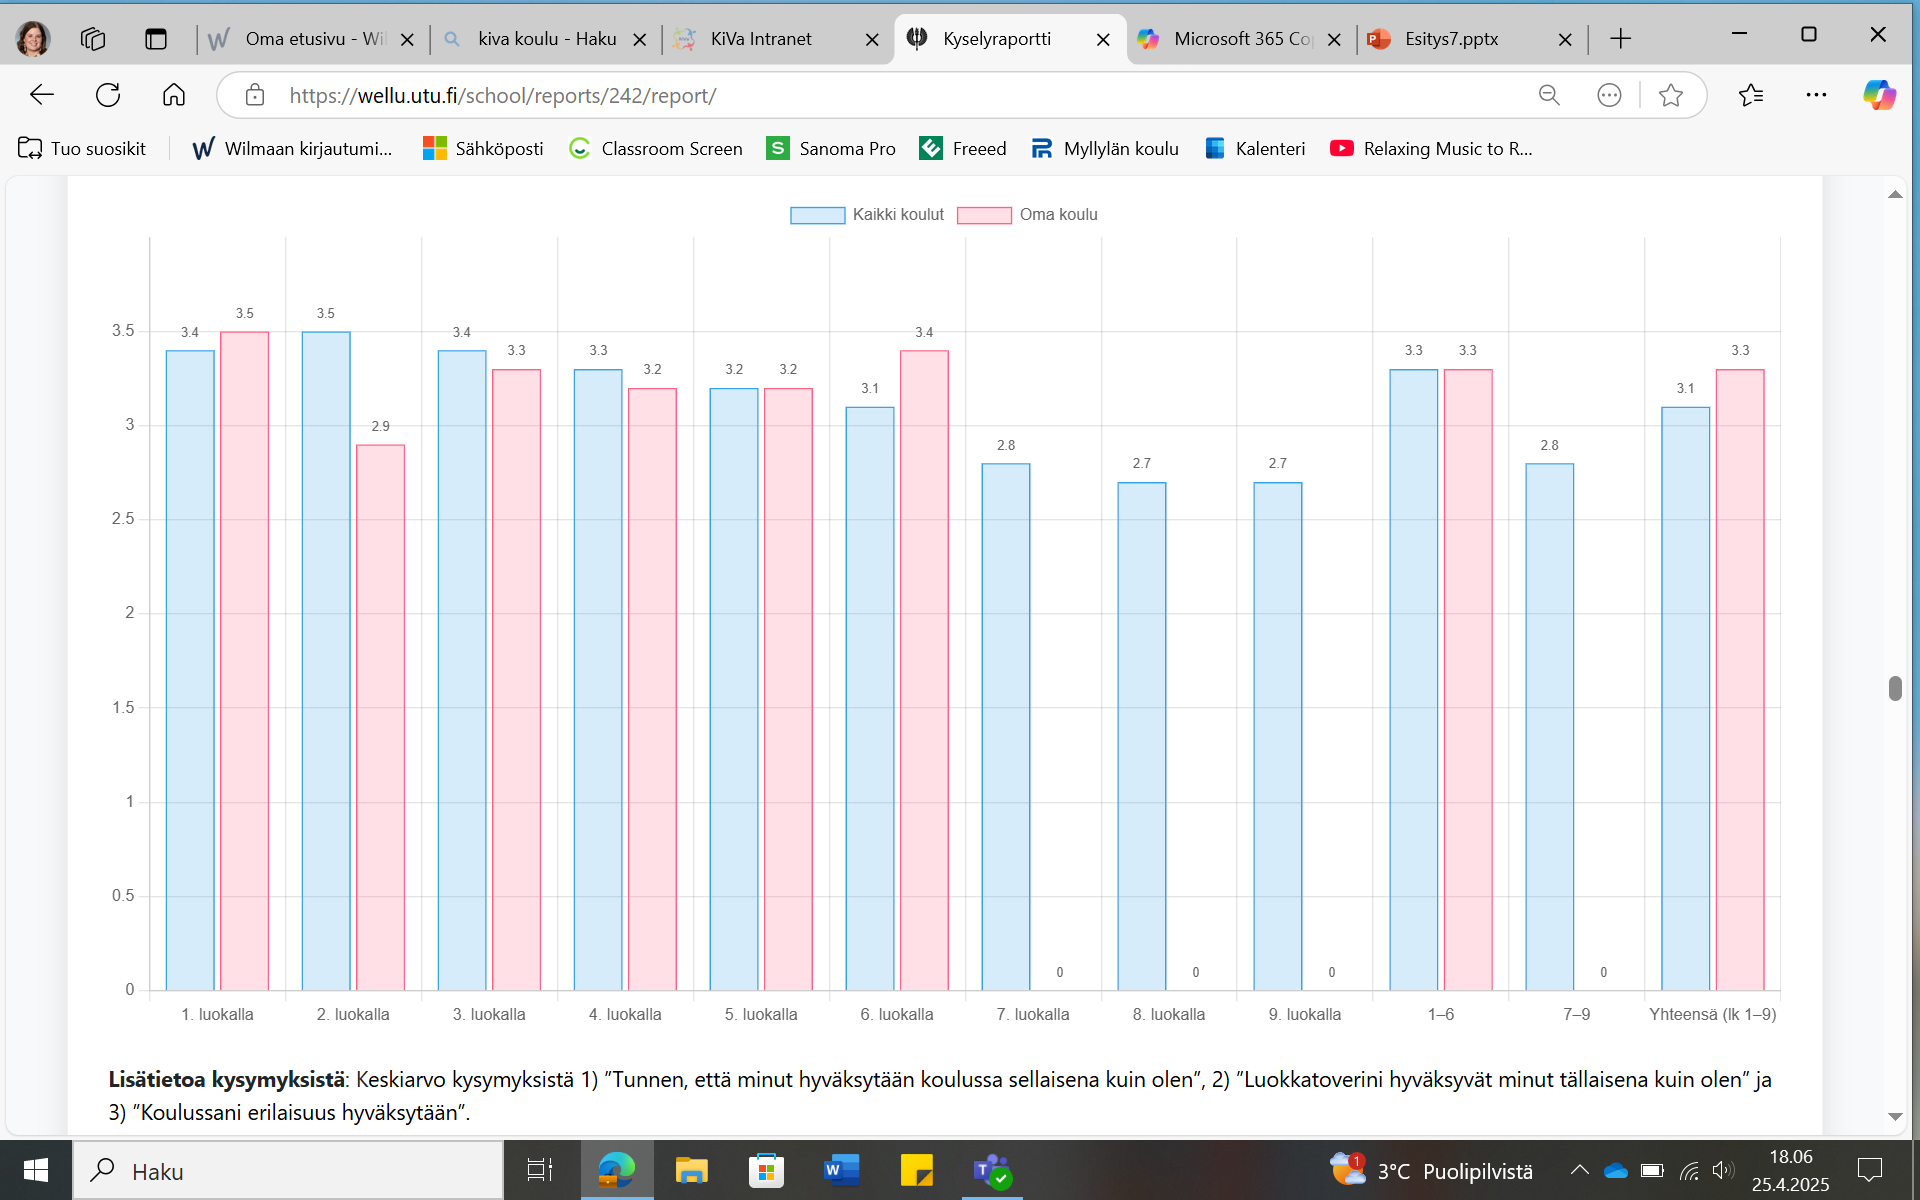 Oma etusivu - Wi
kiva koulu - Haku
KiVa Intranet
Kyselyraportti
Microsoft 365 Co
Esitys7.pptx
https://wellu.utu.fi/school/reports/242/report/
Tuo suosikit
Wilmaan kirjautumi...
Sähköposti
Classroom Screen
Sanoma Pro
Freeed
Myllylän koulu
Kalenteri
Relaxing Music to R...
Kaikki koulut Oma koulu
3.5
3
2.5
2
1.5
1
0.5
0
3.4 3.5
3.5 2.9
3.4 3.3
3.3 3.2
3.2 3.2
3.1 3.4
2.8 0
2.7 0
2.7 0
3.3 3.3
2.8 0
3.1 3.3
1. luokalla 2. luokalla 3. luokalla 4. luokalla 5. luokalla 6. luokalla 7. luokalla 8. luokalla 9. luokalla 1–6 7–9 Yhteensä (lk 1–9)
Lisätietoa kysymyksistä: Keskiarvo kysymyksistä 1) ”Tunnen, että minut hyväksytään koulussa sellaisena kuin olen”, 2) ”Luokkatoverini hyväksyvät minut tällaisena kuin olen” ja
3) ”Koulussani erilaisuus hyväksytään”.
Haku
1
3°C Puolipilvistä
18.06
25.4.2025